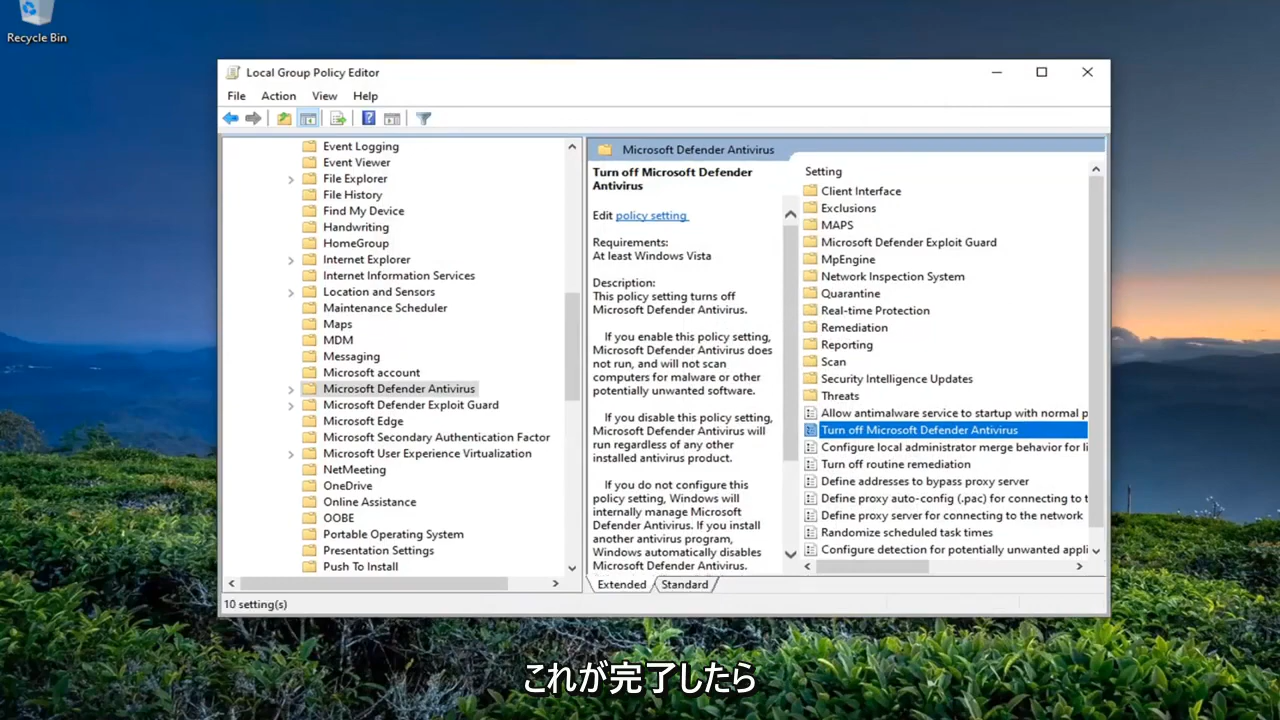 Recycle Bin
Local Group Policy Editor
File Action View Help
Event Logging
Event Viewer
File Explorer
File History
Find My Device
Handwriting
HomeGroup
Internet Explorer
Internet Information Services
Location and Sensors
Maintenance Scheduler
Maps
MDM
Messaging
Microsoft account
Microsoft Defender Antivirus
Microsoft Defender Exploit Guard
Microsoft Edge
Microsoft Secondary Authentication Factor
Microsoft User Experience Virtualization
NetMeeting
OneDrive
Online Assistance
OOBE
Portable Operating System
Presentation Settings
Push To Install
Microsoft Defender Antivirus
Turn off Microsoft Defender
Antivirus
Edit policy setting
Requirements:
At least Windows Vista
Description:
This policy setting turns off
Microsoft Defender Antivirus.
If you enable this policy setting,
Microsoft Defender Antivirus does
not run, and will not scan
computers for malware or other
potentially unwanted software.
If you disable this policy setting,
Microsoft Defender Antivirus will
run regardless of any other
installed antivirus product.
If you do not configure this
policy setting, Windows will
internally manage Microsoft
Defender Antivirus. If you install
another antivirus program,
Windows automatically disables
Microsoft Defender Antivirus.
Setting
Client Interface
Exclusions
MAPS
Microsoft Defender Exploit Guard
MpEngine
Network Inspection System
Quarantine
Real-time Protection
Remediation
Reporting
Scan
Security Intelligence Updates
Threats
Allow antimalware service to startup with normal p
Turn off Microsoft Defender Antivirus
Configure local administrator merge behavior for li
Turn off routine remediation
Define addresses to bypass proxy server
Define proxy auto-config (.pac) for connecting to t
Define proxy server for connecting to the network
Randomize scheduled task times
Configure detection for potentially unwanted appli
Extended Standard
10 setting(s)
これが完了したら